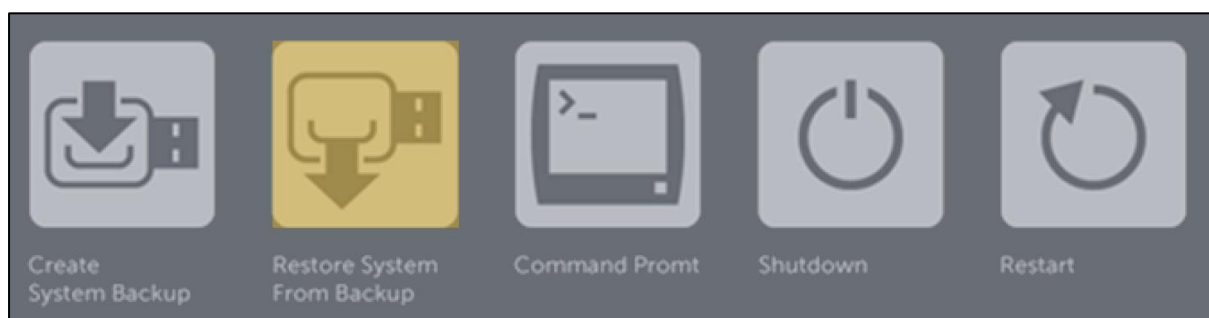 >_
Create
System Backup
Restore System
From Backup
Command Promt
Shutdown
Restart